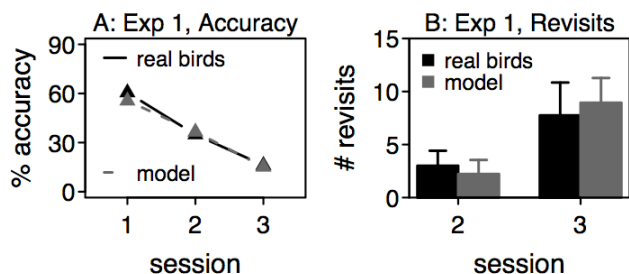 A: Exp 1, Accuracy
% accuracy
90
60
30
0
real birds
model
1 2 3
session
B: Exp 1, Revisits
# revisits
15
10
5
0
real birds
model
2 3
session